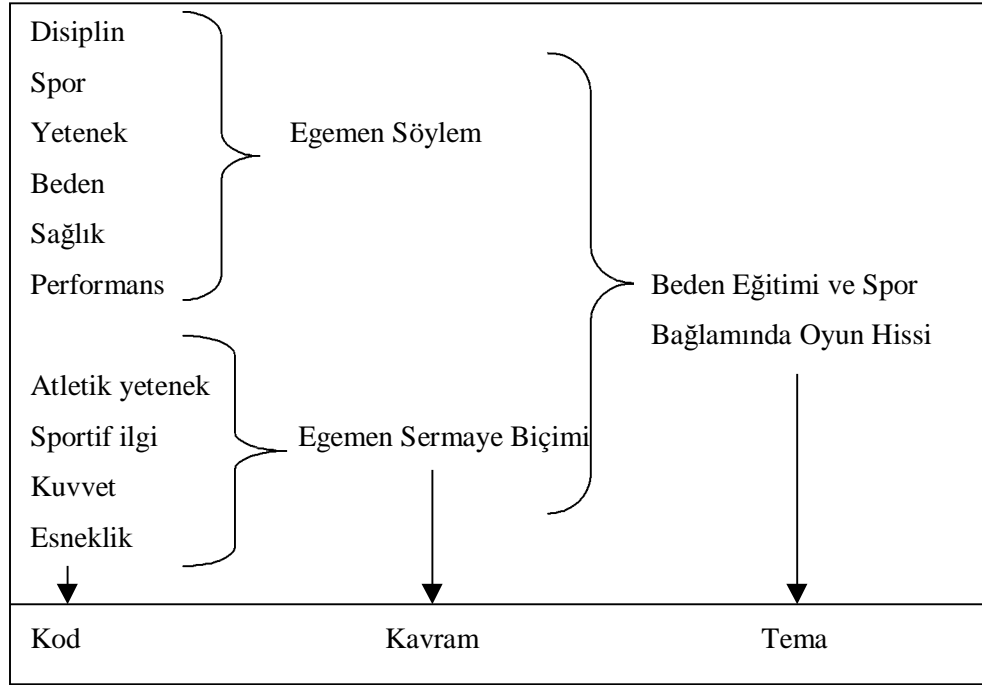 Disiplin
Spor
Yetenek
Beden
Sağlık
Performans
Egemen Söylem
Atletik yetenek
Sportif ilgi
Kuvvet
Esneklik
Egemen Sermaye Biçimi
Beden Eğitimi ve Spor
Bağlamında Oyun Hissi
Kod
Kavram
Tema